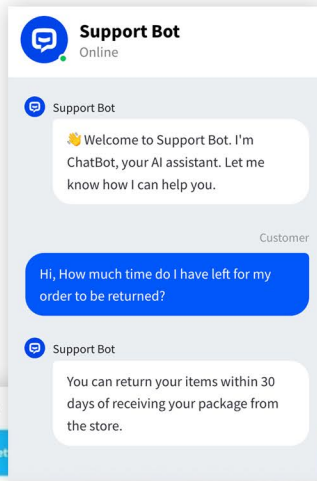 Support Bot
Online
Support Bot
👋 Welcome to Support Bot. I'm
ChatBot, your AI assistant. Let me
know how I can help you.
Customer
Hi, How much time do I have left for my
order to be returned?
Support Bot
You can return your items within 30
days of receiving your package from
the store.